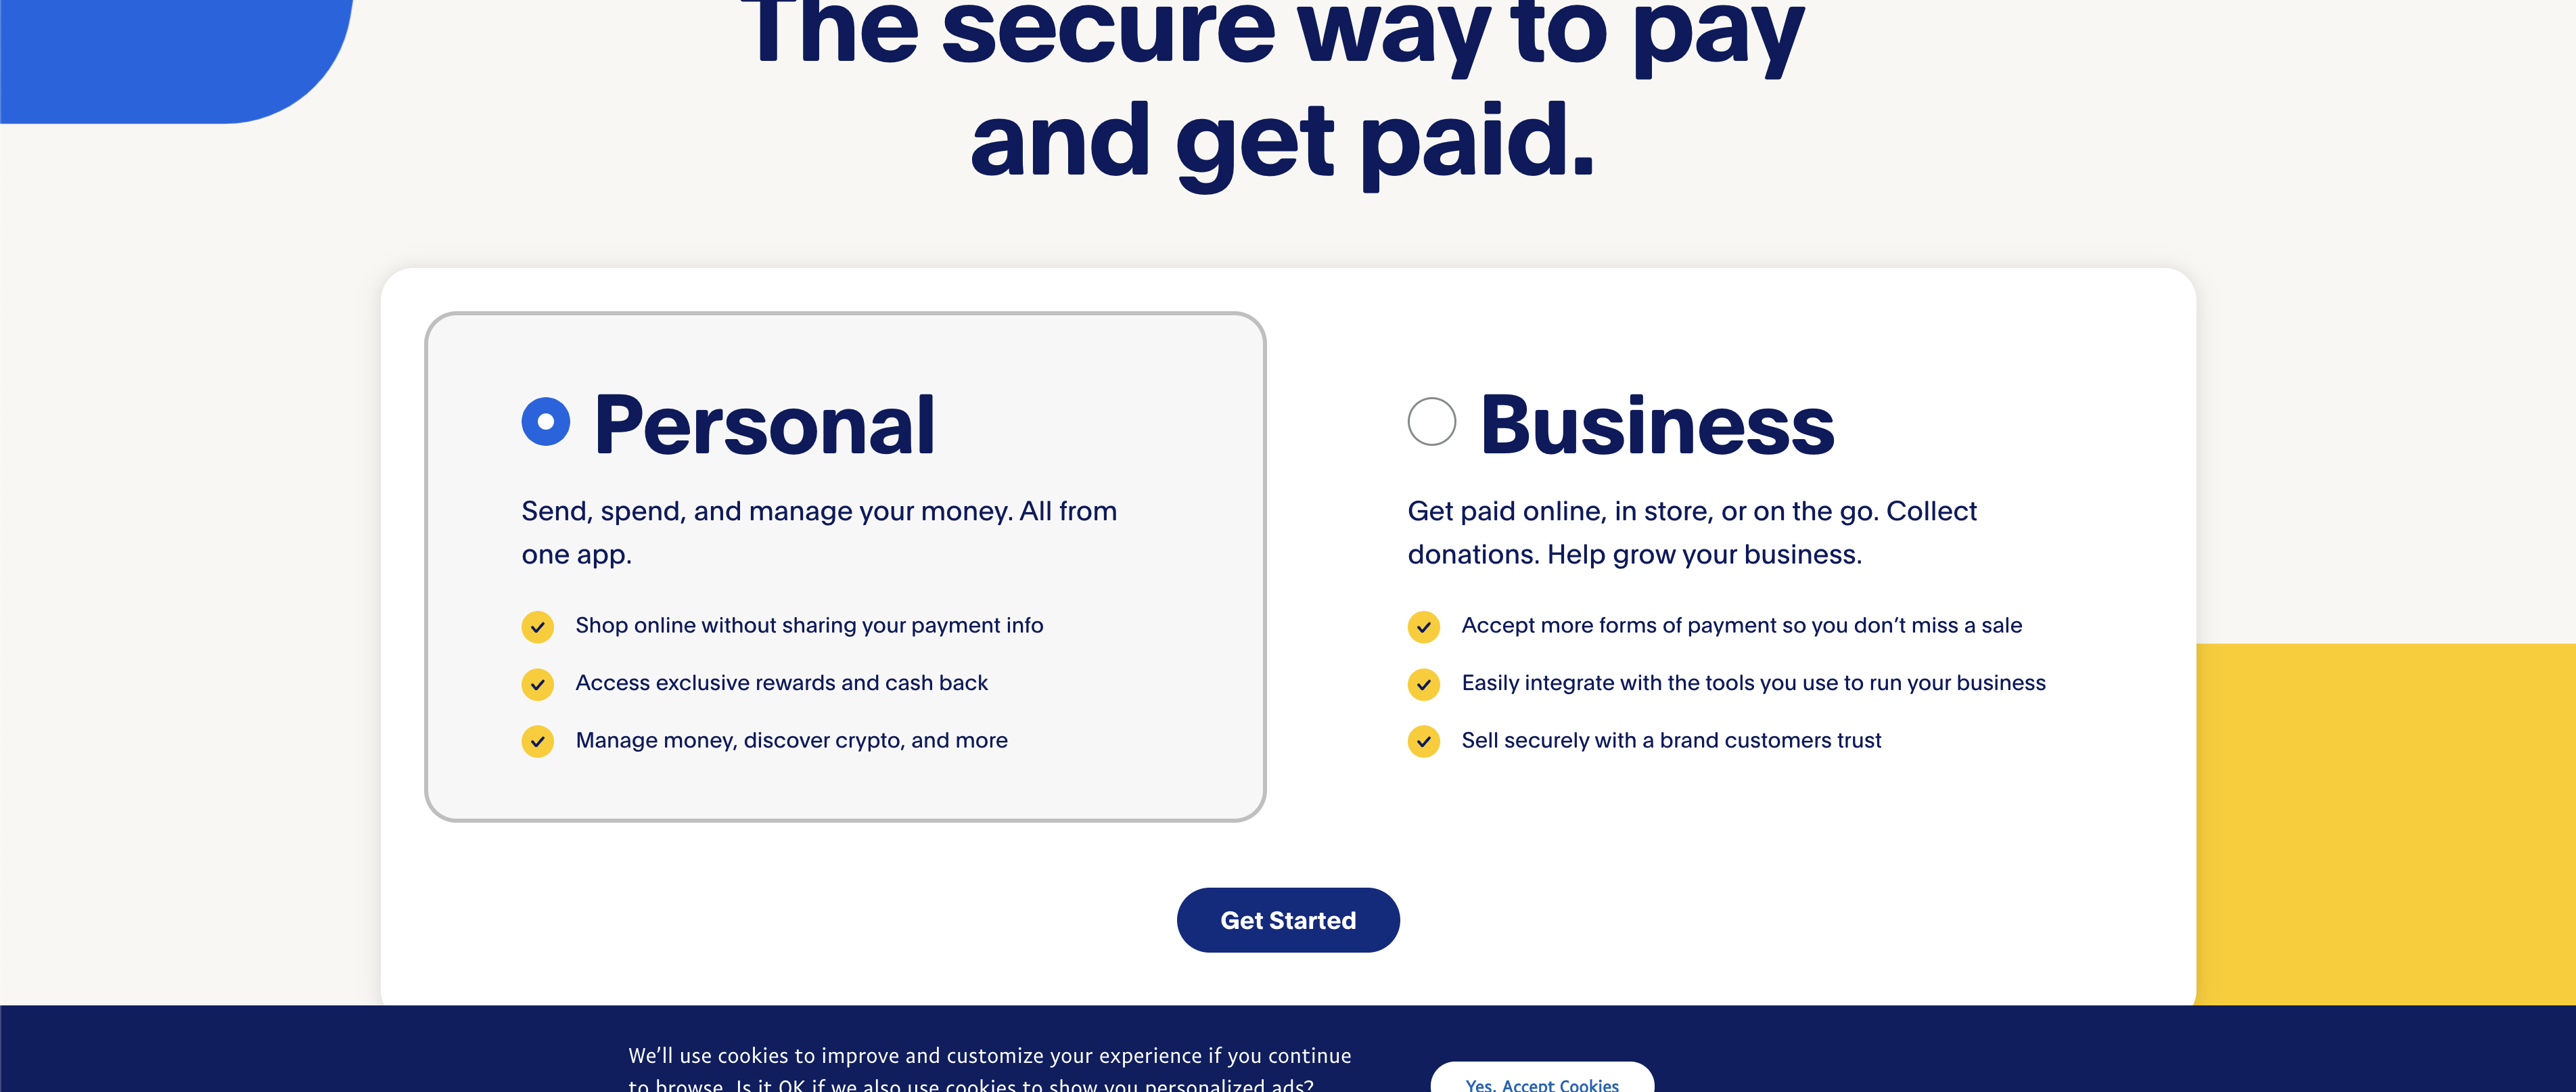 The secure way to pay
and get paid.
Personal
Send, spend, and manage your money. All from
one app.
Shop online without sharing your payment info
Access exclusive rewards and cash back
Manage money, discover crypto, and more
Business
Get paid online, in store, or on the go. Collect
donations. Help grow your business.
Accept more forms of payment so you don’t miss a sale
Easily integrate with the tools you use to run your business
Sell securely with a brand customers trust
Get Started
We’ll use cookies to improve and customize your experience if you continue
to browse. Is it OK if we also use cookies to show you personalized ads?
Yes, Accept Cookies